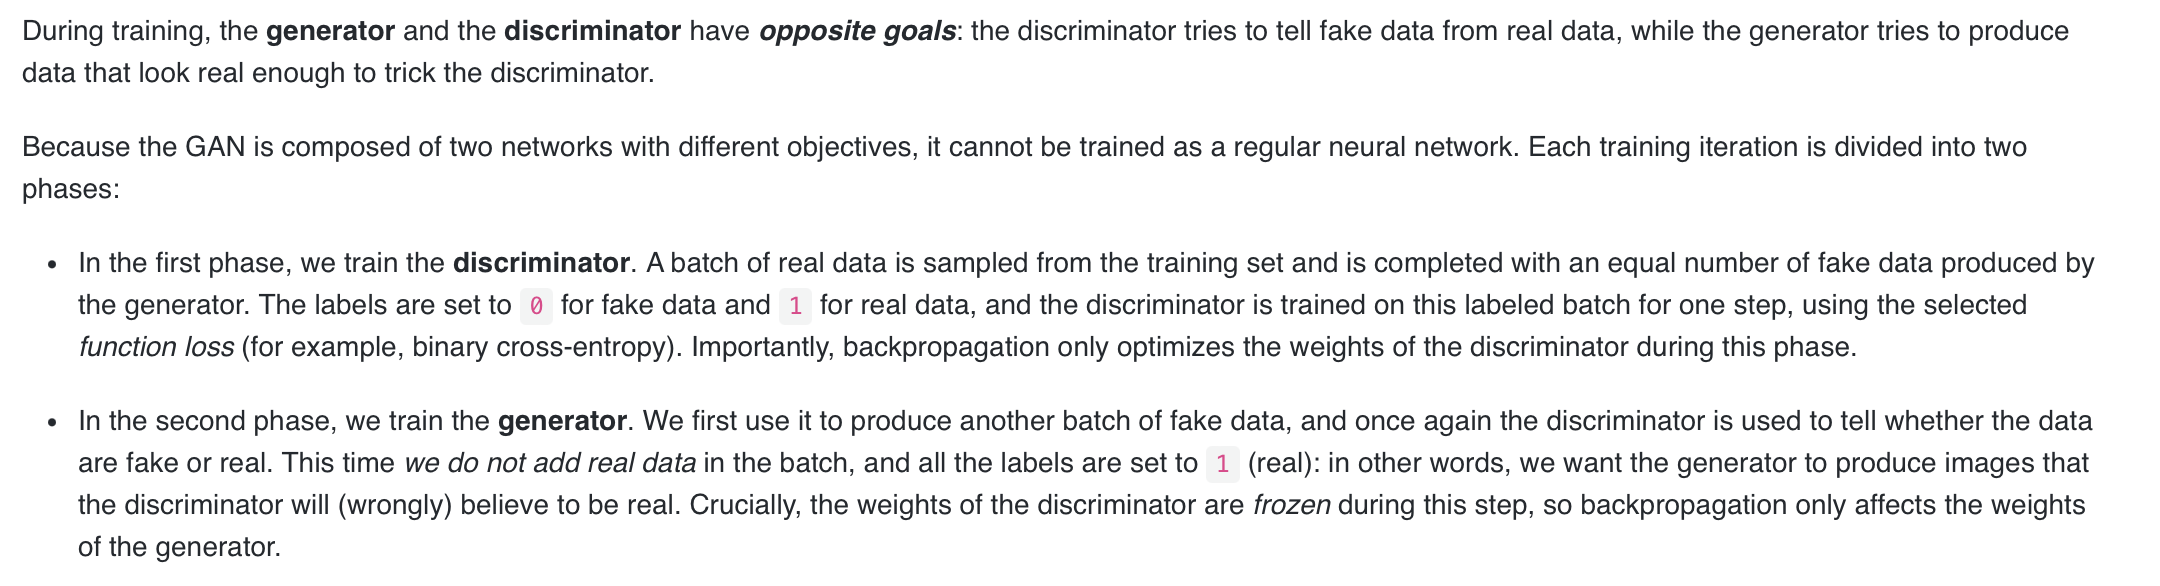 During training, the generator and the discriminator have opposite goals: the discriminator tries to tell fake data from real data, while the generator tries to produce
data that look real enough to trick the discriminator.
Because the GAN is composed of two networks with different objectives, it cannot be trained as a regular neural network. Each training iteration is divided into two
phases:
• In the first phase, we train the discriminator. A batch of real data is sampled from the training set and is completed with an equal number of fake data produced by
the generator. The labels are set to 0 for fake data and 1 for real data, and the discriminator is trained on this labeled batch for one step, using the selected
function loss (for example, binary cross-entropy). Importantly, backpropagation only optimizes the weights of the discriminator during this phase.
• In the second phase, we train the generator. We first use it to produce another batch of fake data, and once again the discriminator is used to tell whether the data
are fake or real. This time we do not add real data in the batch, and all the labels are set to 1 (real): in other words, we want the generator to produce images that
the discriminator will (wrongly) believe to be real. Crucially, the weights of the discriminator are frozen during this step, so backpropagation only affects the weights
of the generator.